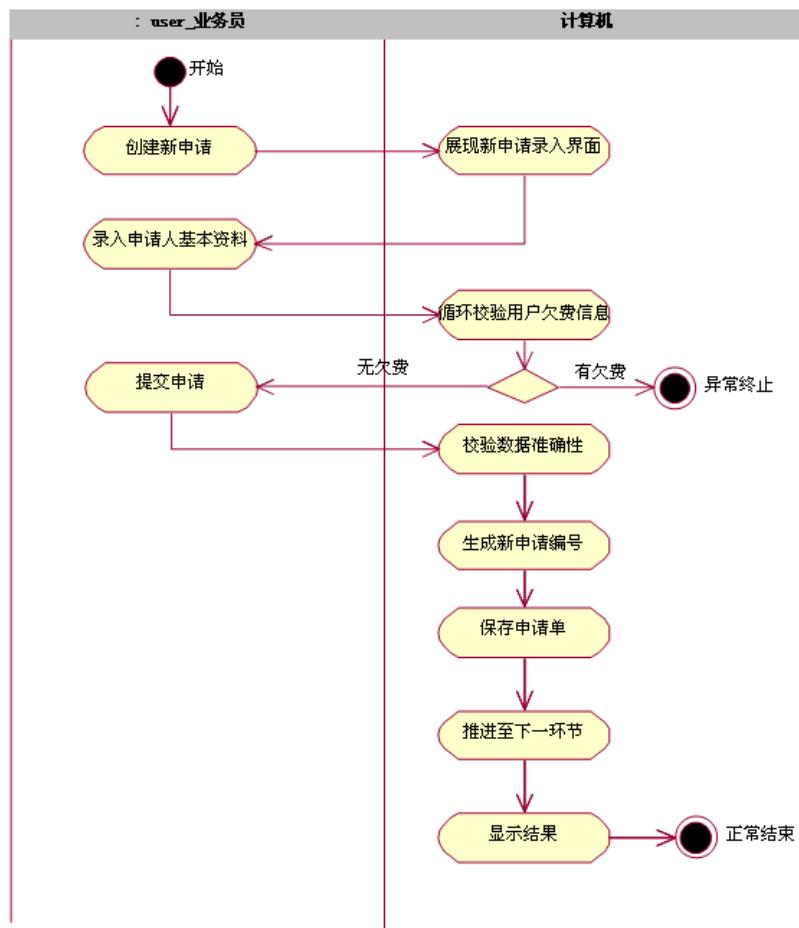 : user_业务员
计算机
开始
创建新申请
展现新申请录入界面
录入申请人基本资料
循环校验用户欠费信息
无欠费
有欠费
提交申请
异常终止
校验数据准确性
生成新申请编号
保存申请单
推进至下一环节
显示结果
正常结束